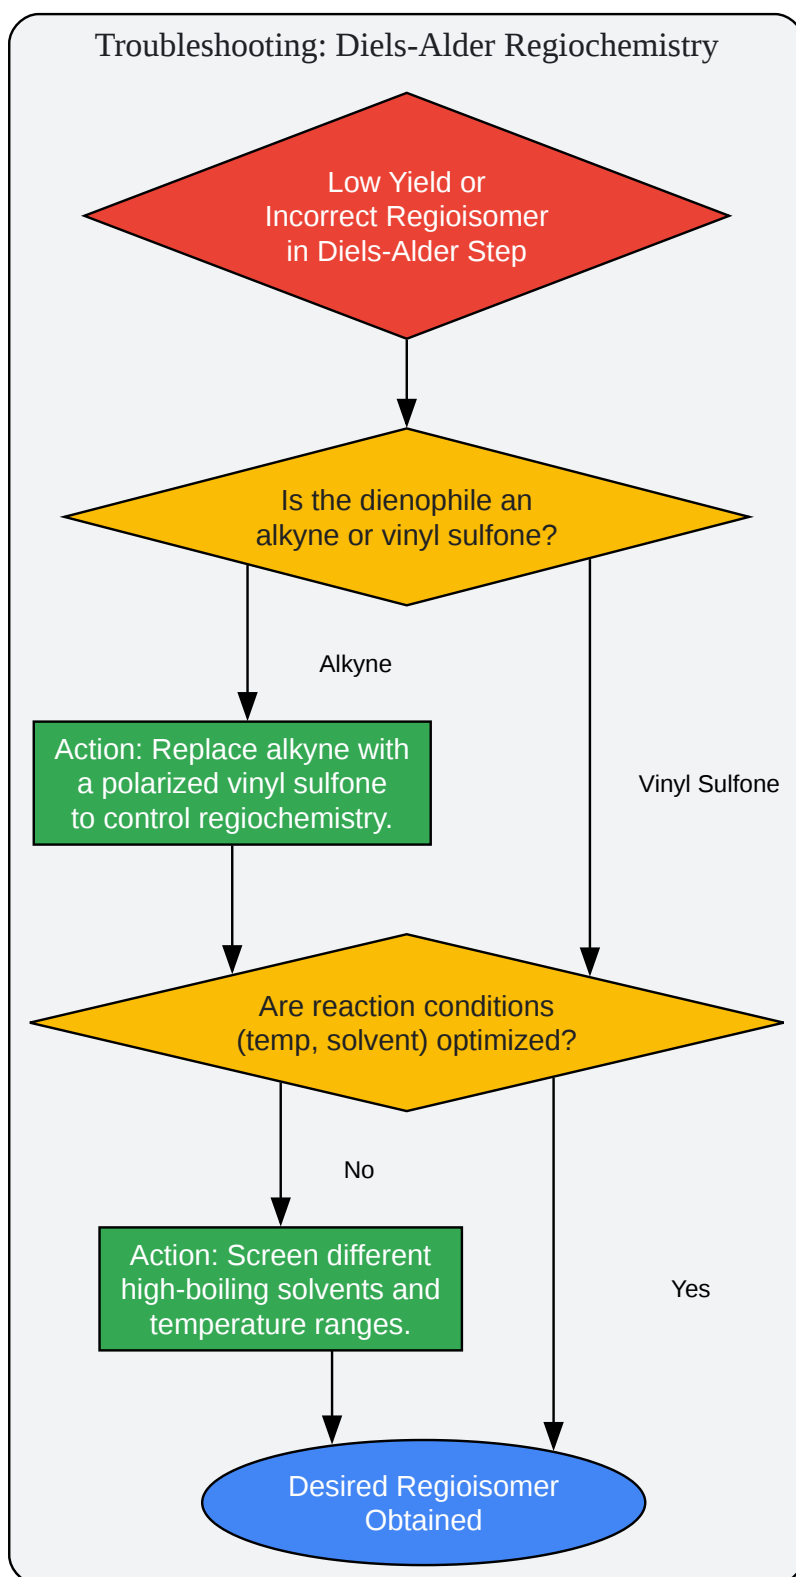 Troubleshooting: Diels-Alder Regiochemistry
Low Yield or
Incorrect Regioisomer
in Diels-Alder Step
Is the dienophile an
alkyne or vinyl sulfone?
Alkyne
Action: Replace alkyne with
a polarized vinyl sulfone
to control regiochemistry.
Vinyl Sulfone
Are reaction conditions
(temp, solvent) optimized?
No
Action: Screen different
high-boiling solvents and
temperature ranges.
Yes
Desired Regioisomer
Obtained